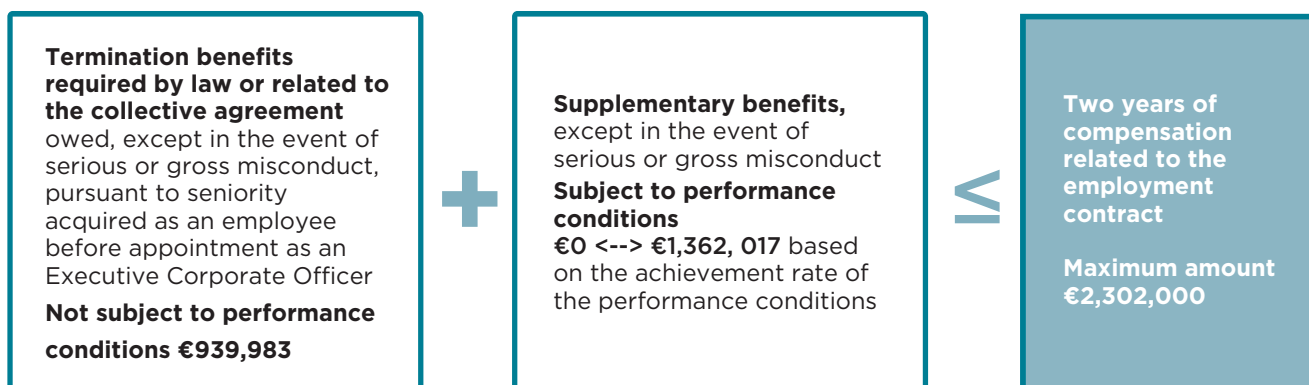 Termination benefits
required by law or related to
the collective agreement
owed, except in the event of
serious or gross misconduct,
pursuant to seniority
acquired as an employee
before appointment as an
Executive Corporate Officer
Not subject to performance
conditions €939,983
+
Supplementary benefits,
except in the event of
serious or gross misconduct
Subject to performance
conditions
€0 <--> €1,362, 017 based
on the achievement rate of
the performance conditions
≤
Two years of
compensation
related to the
employment
contract
Maximum amount
€2,302,000